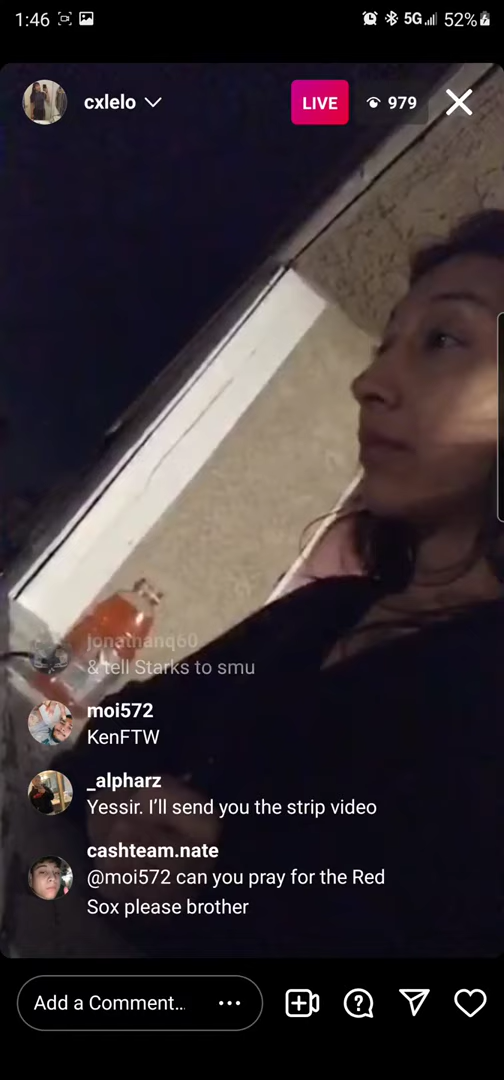 1:46
5G
52%
cxlelo
LIVE
979
jonathanq60
& tell Starks to smu
moi572
KenFTW
_alpharz
Yessir. I’ll send you the strip video
cashteam.nate
@moi572 can you pray for the Red
Sox please brother
Add a Comment...